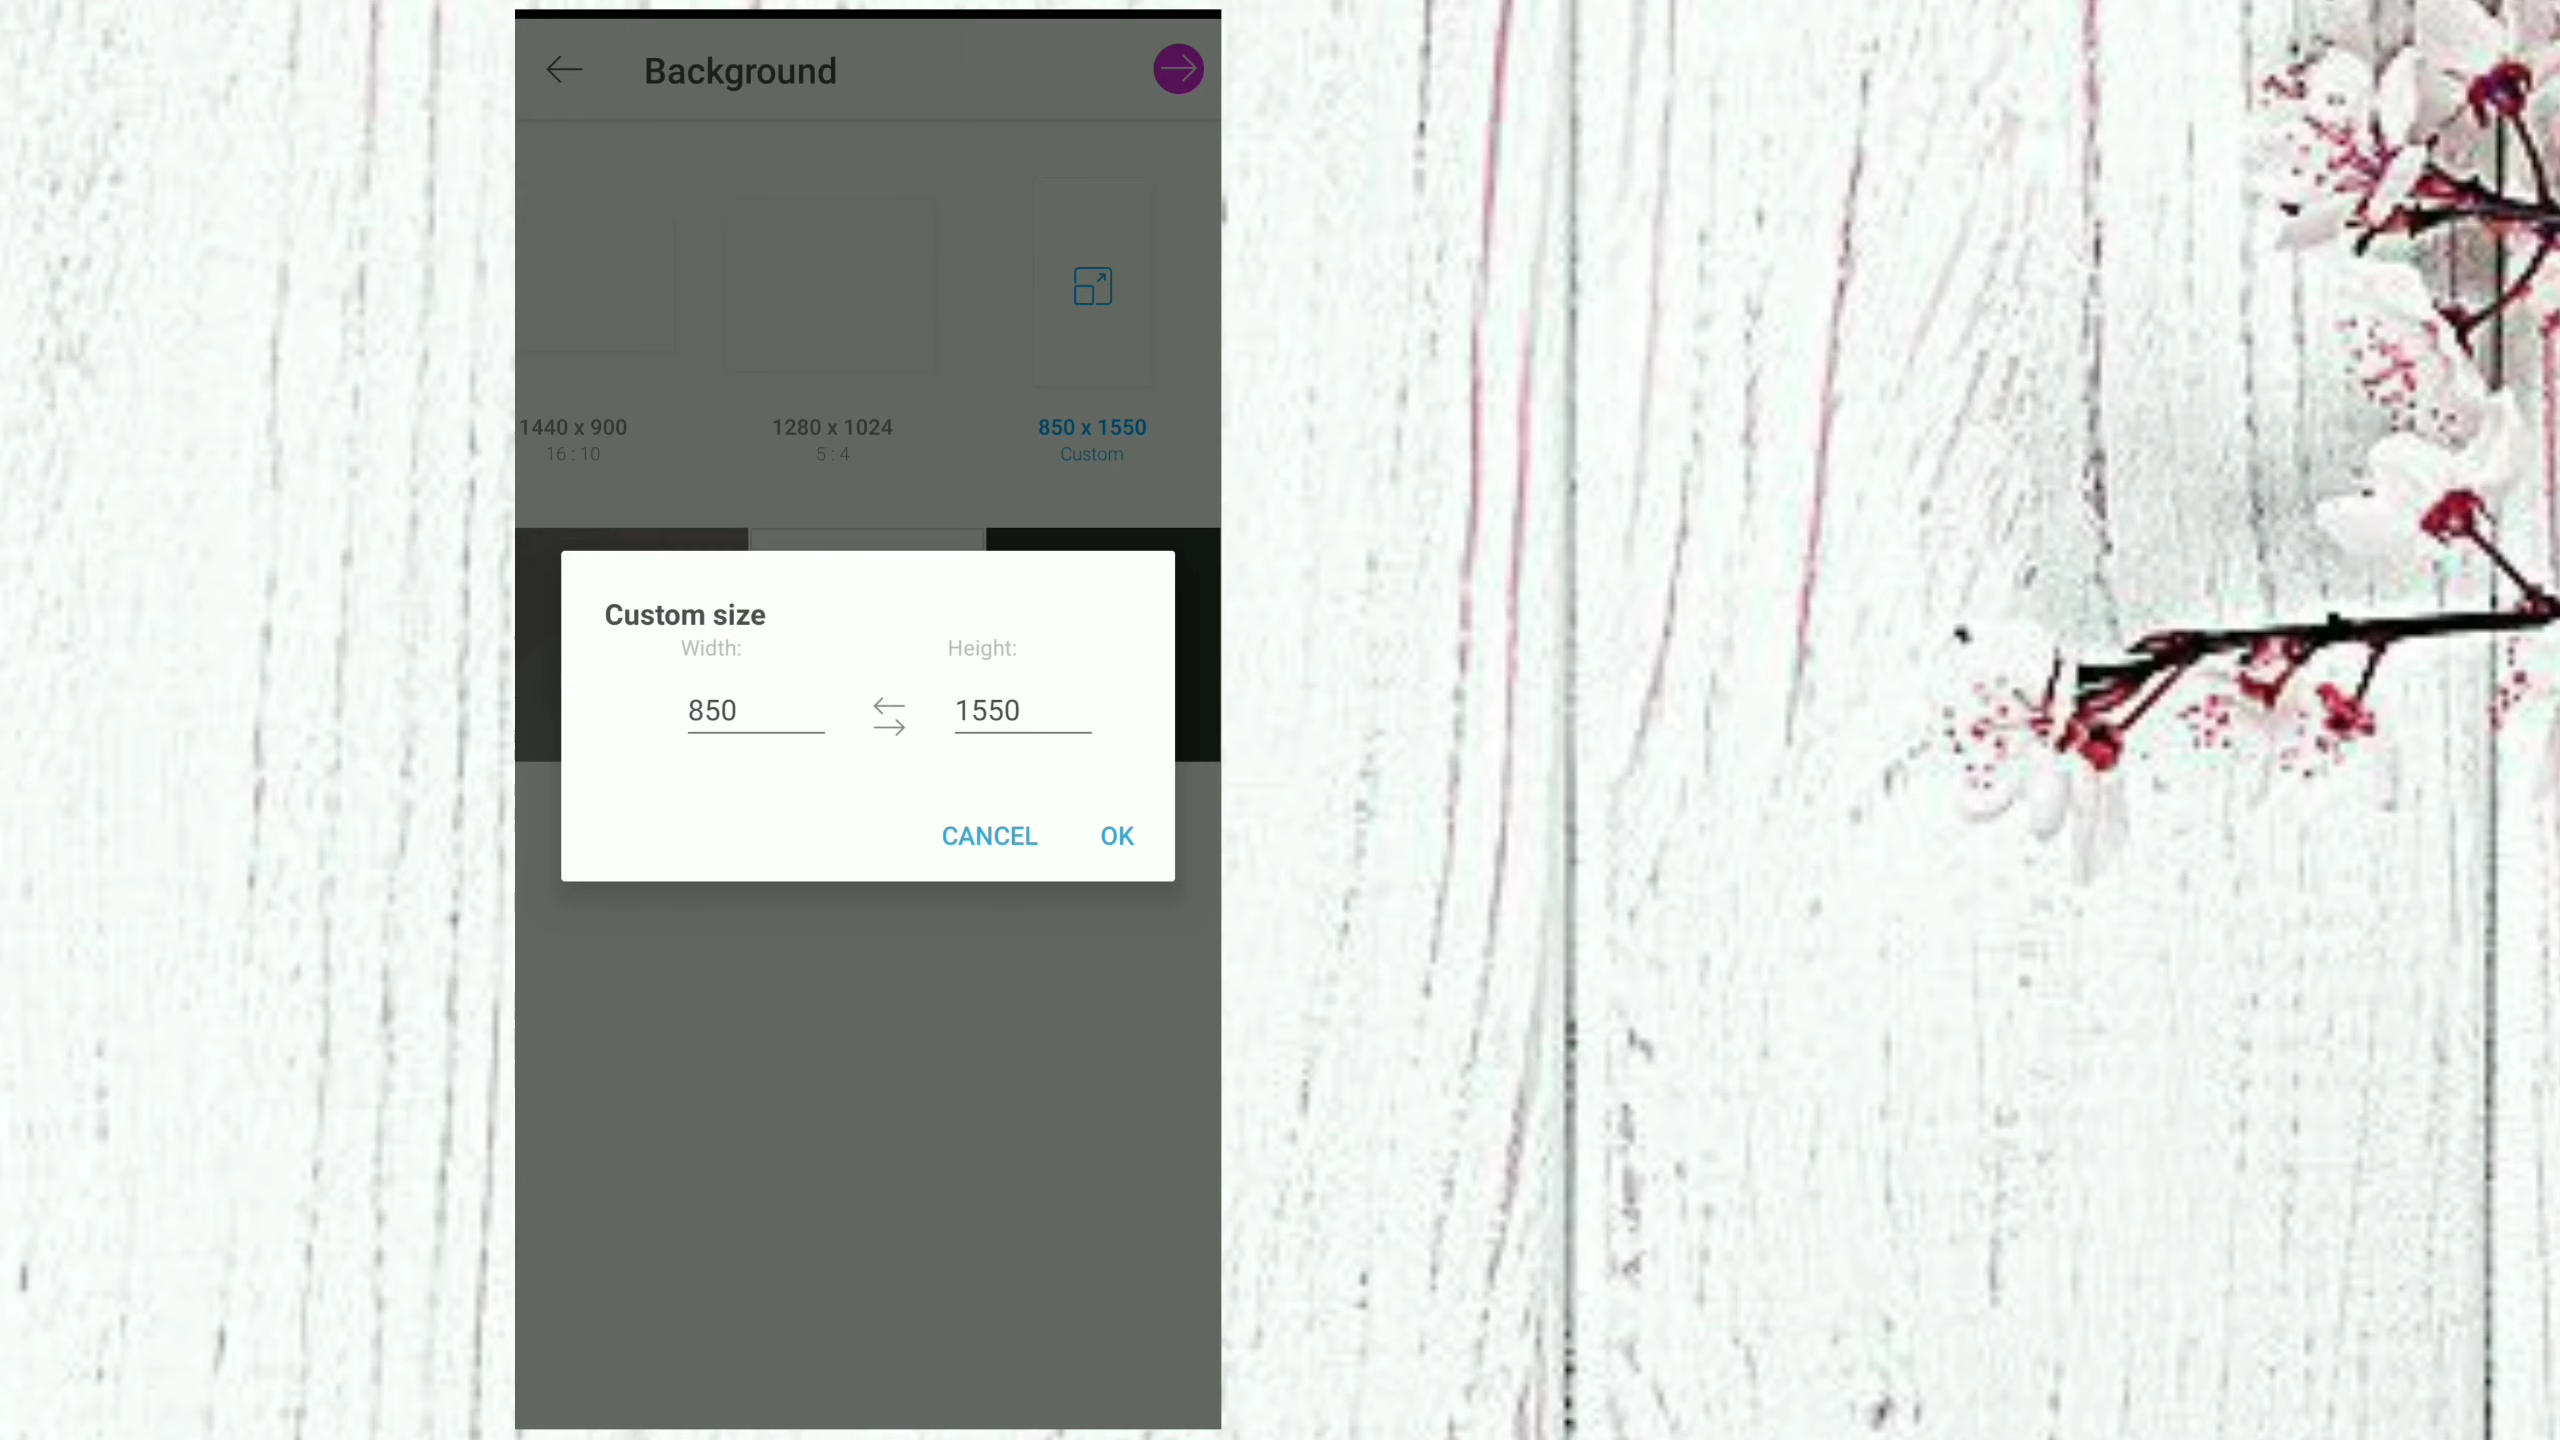 Background
1440 x 900
16 : 10
1280 x 1024
5 : 4
850 x 1550
Custom
Custom size
Width:
Height:
850
1550
CANCEL
OK